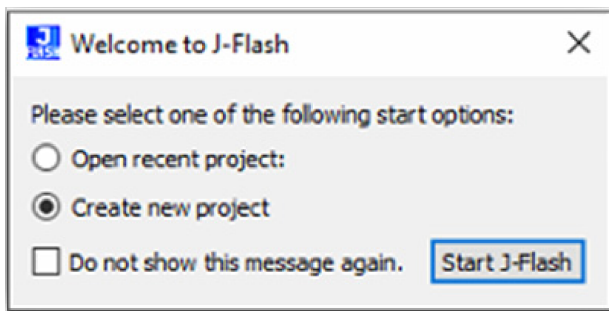 J FLASH Welcome to J-Flash
Please select one of the following start options:
Open recent project:
Create new project
Do not show this message again. Start J-Flash